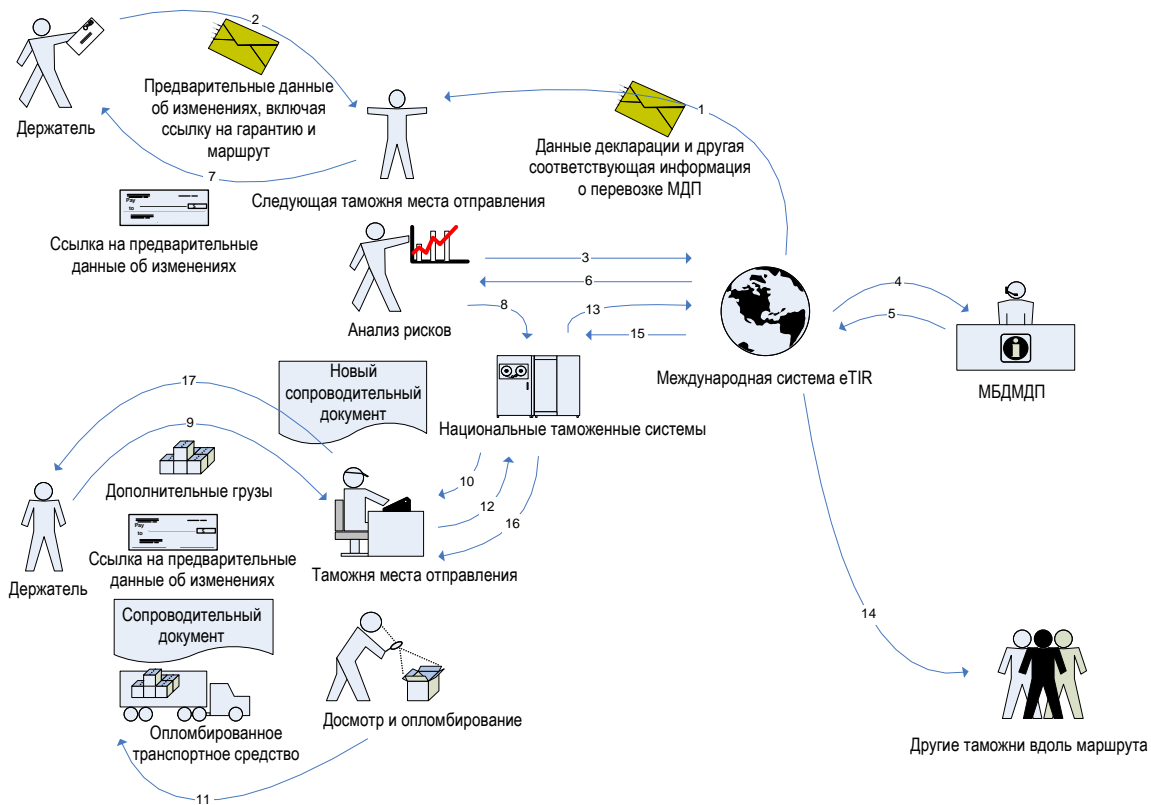 2
Предварительные данные
об изменениях, включая
ссылку на гарантию и
маршрут
Держатель
1
Данные декларации и другая
соответствующая информация
о перевозке МДП
7
Следующая таможня места отправления
Pay
to
$
Ссылка на предварительные
данные об изменениях
3
6
Анализ рисков
8
13
15
4
5
Международная система eTIR
МБДМДП
Новый
сопроводительный
документ
17
9
Национальные таможенные системы
Дополнительные грузы
10
12
16
Pay
to
$
Ссылка на предварительные
данные об изменениях
Держатель
Таможня места отправления
Сопроводительный
документ
14
Досмотр и опломбирование
Опломбированное
транспортное средство
11
Другие таможни вдоль маршрута